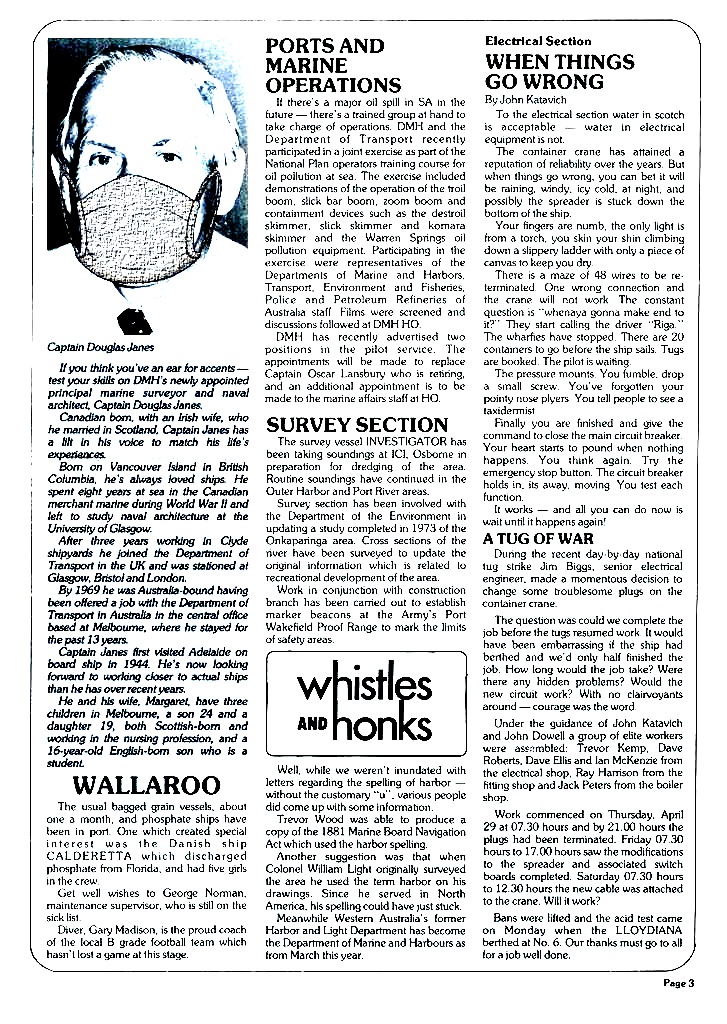 Captain Douglas Janes
If you think you've an ear for accents —
test your skills on DMH's newly appointed
principal marine surveyor and naval
architect, Captain Douglas Janes.
Canadian born, with an Irish wife, who
he married in Scotland, Captain Janes has
a lilt in his voice to match his life's
experiences.
Born on Vancouver Island in British
Columbia, he's always loved ships. He
spent eight years at sea in the Canadian
merchant marine during World War II and
left to study naval architecture at the
University of Glasgow.
After three years working in Clyde
shipyards he joined the Department of
Transport in the UK and was stationed at
Glasgow, Bristol and London.
By 1969 he was Australia-bound having
been offered a job with the Department of
Transport in Australia in the central office
based at Melbourne, where he stayed for
the past 13 years.
Captain Janes first visited Adelaide on
board ship in 1944. He's now looking
forward to working closer to actual ships
than he has over recent years.
He and his wife, Margaret, have three
children in Melbourne, a son 24 and a
daughter 19, both Scottish-born and
working in the nursing profession, and a
16-year-old English-born son who is a
student.
WALLAROO
The usual bagged grain vessels, about
one a month, and phosphate ships have
been in port. One which created special
interest was the Danish ship
CALDERETTA which discharged
phosphate from Florida, and had five girls
in the crew.
Get well wishes to George Norman,
maintenance supervisor, who is still on the
sick list.
Diver, Gary Madison, is the proud coach
of the local B grade football team which
hasn't lost a game at this stage.
PORTS AND
MARINE
OPERATIONS
If there's a major oil spill in SA in the
future — there's a trained group at hand to
take charge of operations. DMH and the
Department of Transport recently
participated in a joint exercise as part of the
National Plan operators training course for
oil pollution at sea. The exercise included
demonstrations of the operation of the troil
boom, slick bar boom, zoom boom and
containment devices such as the destroil
skimmer, slick skimmer and komara
skimmer and the Warren Springs oil
pollution equipment. Participating in the
exercise were representatives of the
Departments of Marine and Harbors,
Transport, Environment and Fisheries,
Police and Petroleum Refineries of
Australia staff. Films were screened and
discussions followed at DMH HO.
DMH has recently advertised two
positions in the pilot service. The
appointments will be made to replace
Captain Oscar Lansbury who is retiring,
and an additional appointment is to be
made to the marine affairs staff at HO.
SURVEY SECTION
The survey vessel INVESTIGATOR has
been taking soundings at ICI, Osborne in
preparation for dredging of the area.
Routine soundings have continued in the
Outer Harbor and Port River areas.
Survey section has been involved with
the Department of the Environment in
updating a study completed in 1973 of the
Onkaparinga area. Cross sections of the
river have been surveyed to update the
original information which is related to
recreational development of the area.
Work in conjunction with construction
branch has been carried out to establish
marker beacons at the Army's Port
Wakefield Proof Range to mark the limits
of safety areas.
whistles
AND honks
Well, while we weren't inundated with
letters regarding the spelling of harbor —
without the customary "u", various people
did come up with some information.
Trevor Wood was able to produce a
copy of the 1881 Marine Board Navigation
Act which used the harbor spelling.
Another suggestion was that when
Colonel William Light originally surveyed
the area he used the term harbor on his
drawings. Since he served in North
America, his spelling could have just stuck.
Meanwhile Western Australia's former
Harbor and Light Department has become
the Department of Marine and Harbours as
from March this year.
Electrical Section
WHEN THINGS
GO WRONG
By John Katavich
To the electrical section water in scotch
is acceptable — water in electrical
equipment is not.
The container crane has attained a
reputation of reliability over the years. But
when things go wrong, you can bet it will
be raining, windy, icy cold, at night, and
possibly the spreader is stuck down the
bottom of the ship.
Your fingers are numb, the only light is
from a torch, you skin your shin climbing
down a slippery ladder with only a piece of
canvas to keep you dry.
There is a maze of 48 wires to be re-
terminated. One wrong connection and
the crane will not work. The constant
question is "whenaya gonna make end to
it?" They start calling the driver "Riga."
The wharfies have stopped. There are 20
contaners to go before the ship sails. Tugs
are booked. The pilot is waiting.
The pressure mounts. You fumble, drop
a small screw. You've forgotten your
pointy nose plyers. You tell people to see a
taxidermist.
Finally you are finished and give the
command to close the main circuit breaker.
Your heart starts to pound when nothing
happens. You think again. Try the
emergency stop button. The circuit breaker
holds in, its away, moving. You test each
function.
It works — and all you can do now is
wait until it happens again!
A TUG OF WAR
During the recent day-by-day national
tug strike Jim Biggs, senior electrical
engineer, made a momentous decision to
change some troublesome plugs on the
container crane.
The question was could we complete the
job before the tugs resumed work. It would
have been embarrassing if the ship had
berthed and we'd only half finished the
job. How long would the job take? Were
there any hidden problems? Would the
new circuit work? With no clairvoyants
around — courage was the word.
Under the guidance of John Katavich
and John Dowell a group of elite workers
were assembled: Trevor Kemp, Dave
Roberts, Dave Ellis and Ian McKenzie from
the electrical shop, Ray Harrison from the
fitting shop and Jack Peters from the boiler
shop.
Work commenced on Thursday, April
29 at 07.30 hours and by 21.00 hours the
plugs had been terminated. Friday 07.30
hours to 17.00 hours saw the modifications
to the spreader and associated switch
boards completed. Saturday 07.30 hours
to 12.30 hours the new cable was attached
to the crane. Will it work?
Bans were lifted and the acid test came
on Monday when the LLOYDIANA
berthed at No. 6. Our thanks must go to all
for a job well done.
Page 3